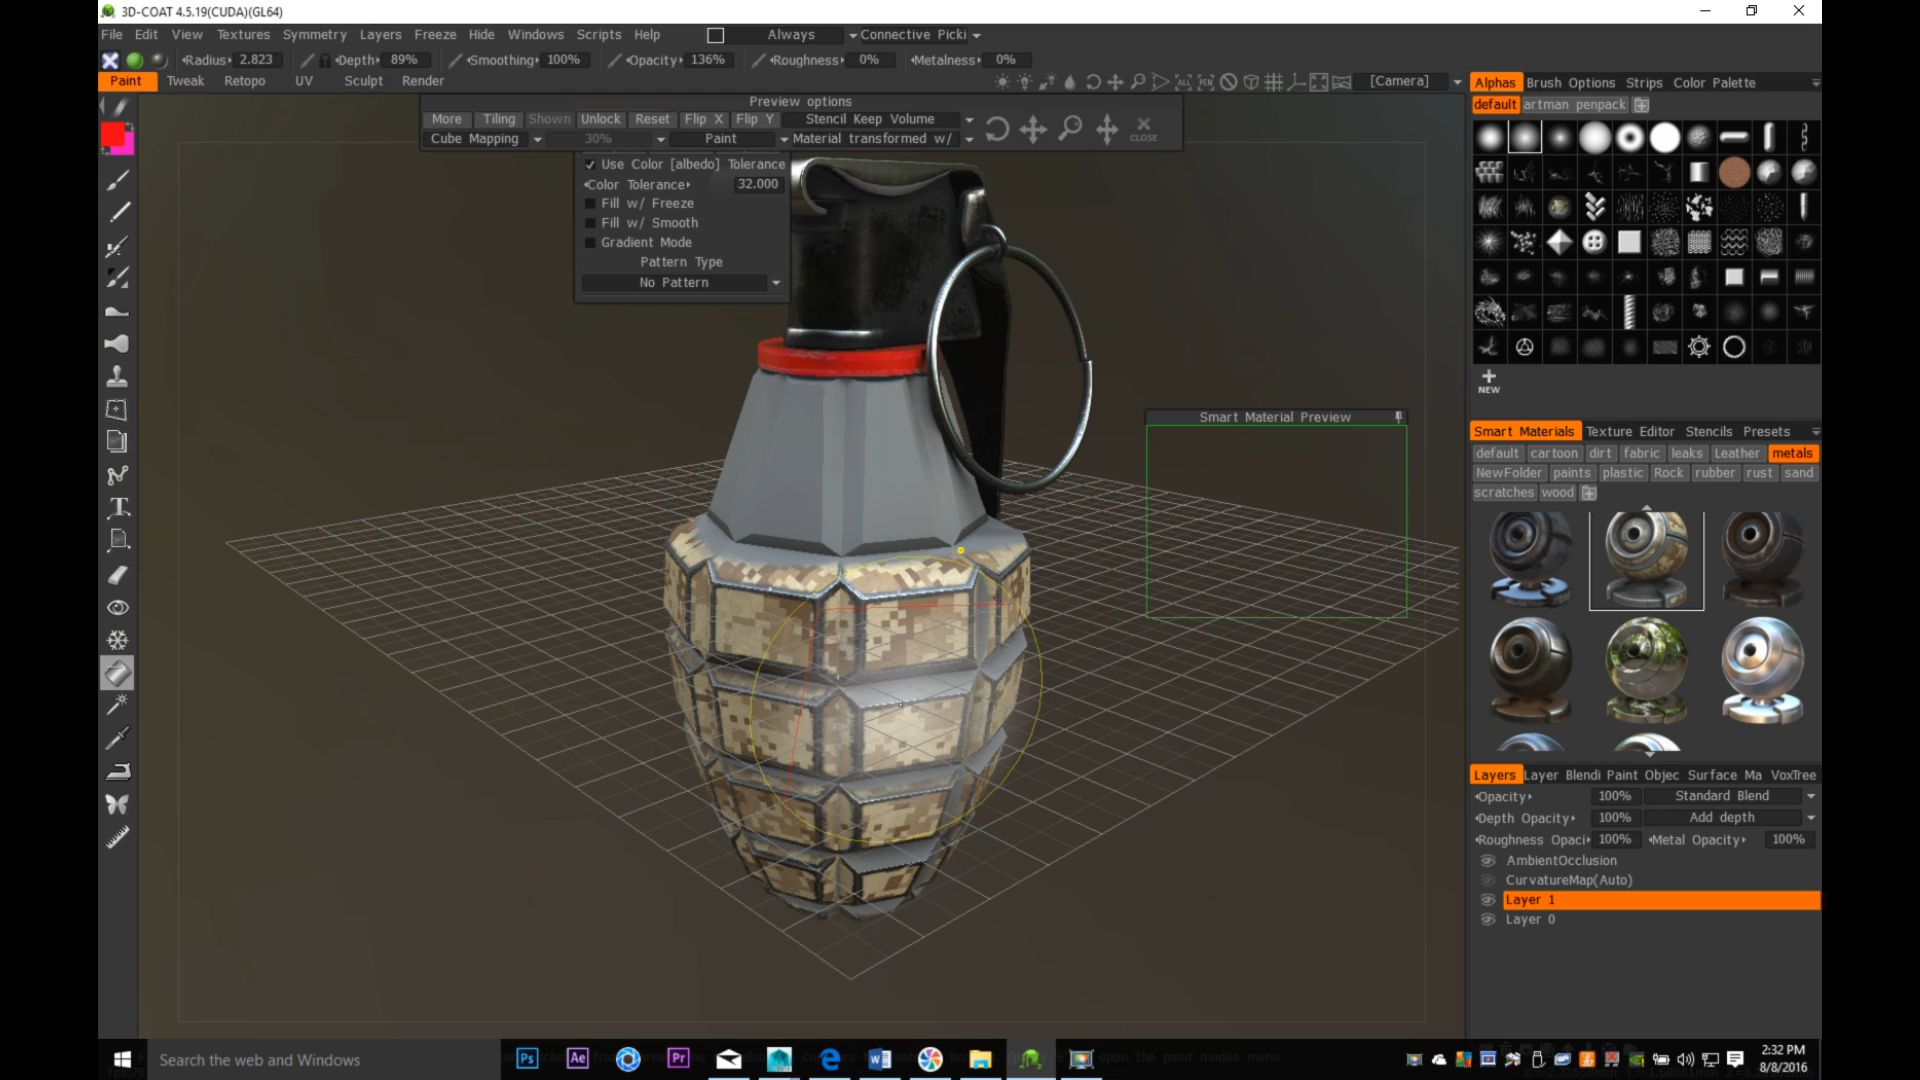 3D-COAT 4.5.19(CUDA)(GL64)
File Edit View Textures Symmetry Layers Freeze Hide Windows Scripts Help Always Connective Picki
Radius 2.823 Depth 89% Smoothing 100% Opacity 136% Roughness 0% Metalness 0%
Paint Tweak Retopo UV Sculpt Render [Camera]
Preview options
More Tiling Shown Unlock Reset Flip X Flip Y Stencil Keep Volume
Cube Mapping 30% Paint Material transformed w/
CLOSE
Use Color [albedo] Tolerance
Color Tolerance 32.000
Fill w/ Freeze
Fill w/ Smooth
Gradient Mode
Pattern Type
No Pattern
Alphas Brush Options Strips Color Palette
default artman penpack
NEW
Smart Material Preview
Smart Materials Texture Editor Stencils Presets
default cartoon dirt fabric leaks Leather metals
NewFolder paints plastic Rock rubber rust sand
scratches wood
Layers Layer Blendi Paint Objec Surface Ma VoxTree
Opacity 100% Standard Blend
Depth Opacity 100% Add depth
Roughness Opaci 100% Metal Opacity 100%
AmbientOcclusion
CurvatureMap(Auto)
Layer 1
Layer 0
Search the web and Windows
Ps Ae Pr
open the paint modes menu
2:32 PM
8/8/2016